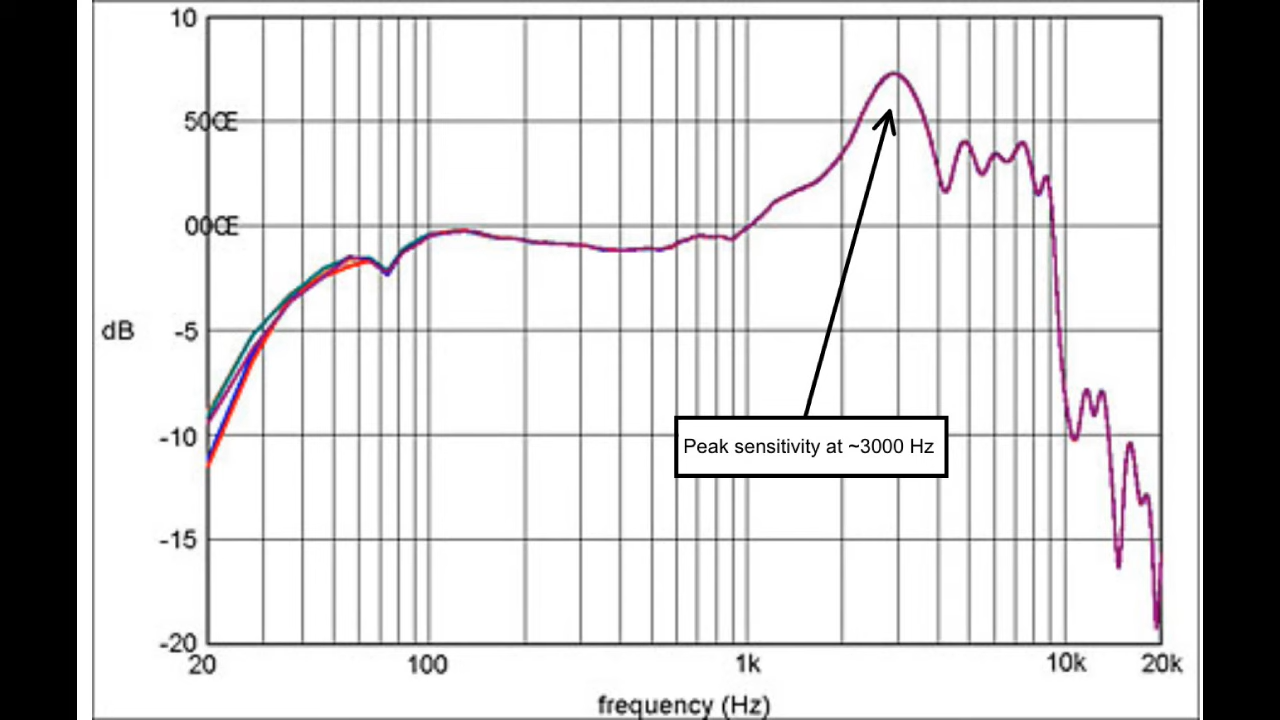 10
50Œ
00Œ
dB
-5
-10
Peak sensitivity at ~3000 Hz
-15
-20
20 100 1k 10k 20k
frequency (Hz)